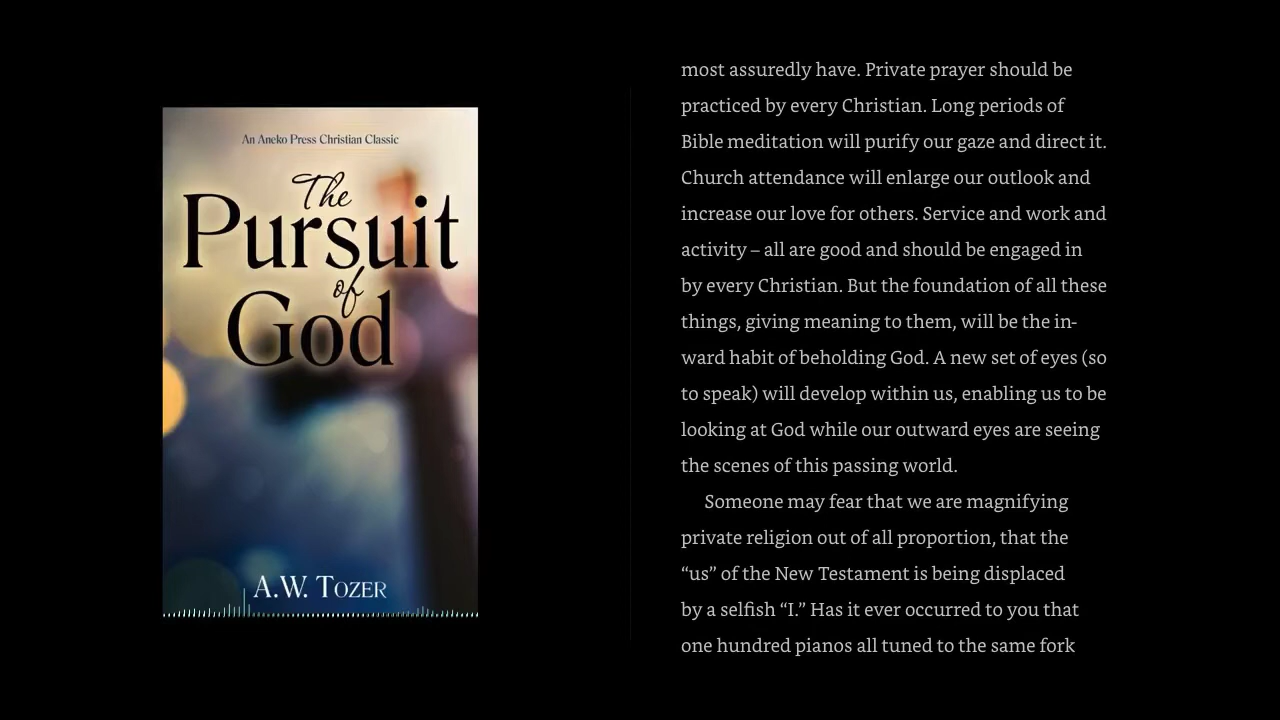 An Aneko Press Christian Classic
The
Pursuit
of
God
A.W. Tozer
most assuredly have. Private prayer should be
practiced by every Christian. Long periods of
Bible meditation will purify our gaze and direct it.
Church attendance will enlarge our outlook and
increase our love for others. Service and work and
activity – all are good and should be engaged in
by every Christian. But the foundation of all these
things, giving meaning to them, will be the in-
ward habit of beholding God. A new set of eyes (so
to speak) will develop within us, enabling us to be
looking at God while our outward eyes are seeing
the scenes of this passing world.
Someone may fear that we are magnifying
private religion out of all proportion, that the
“us” of the New Testament is being displaced
by a selfish “I.” Has it ever occurred to you that
one hundred pianos all tuned to the same fork